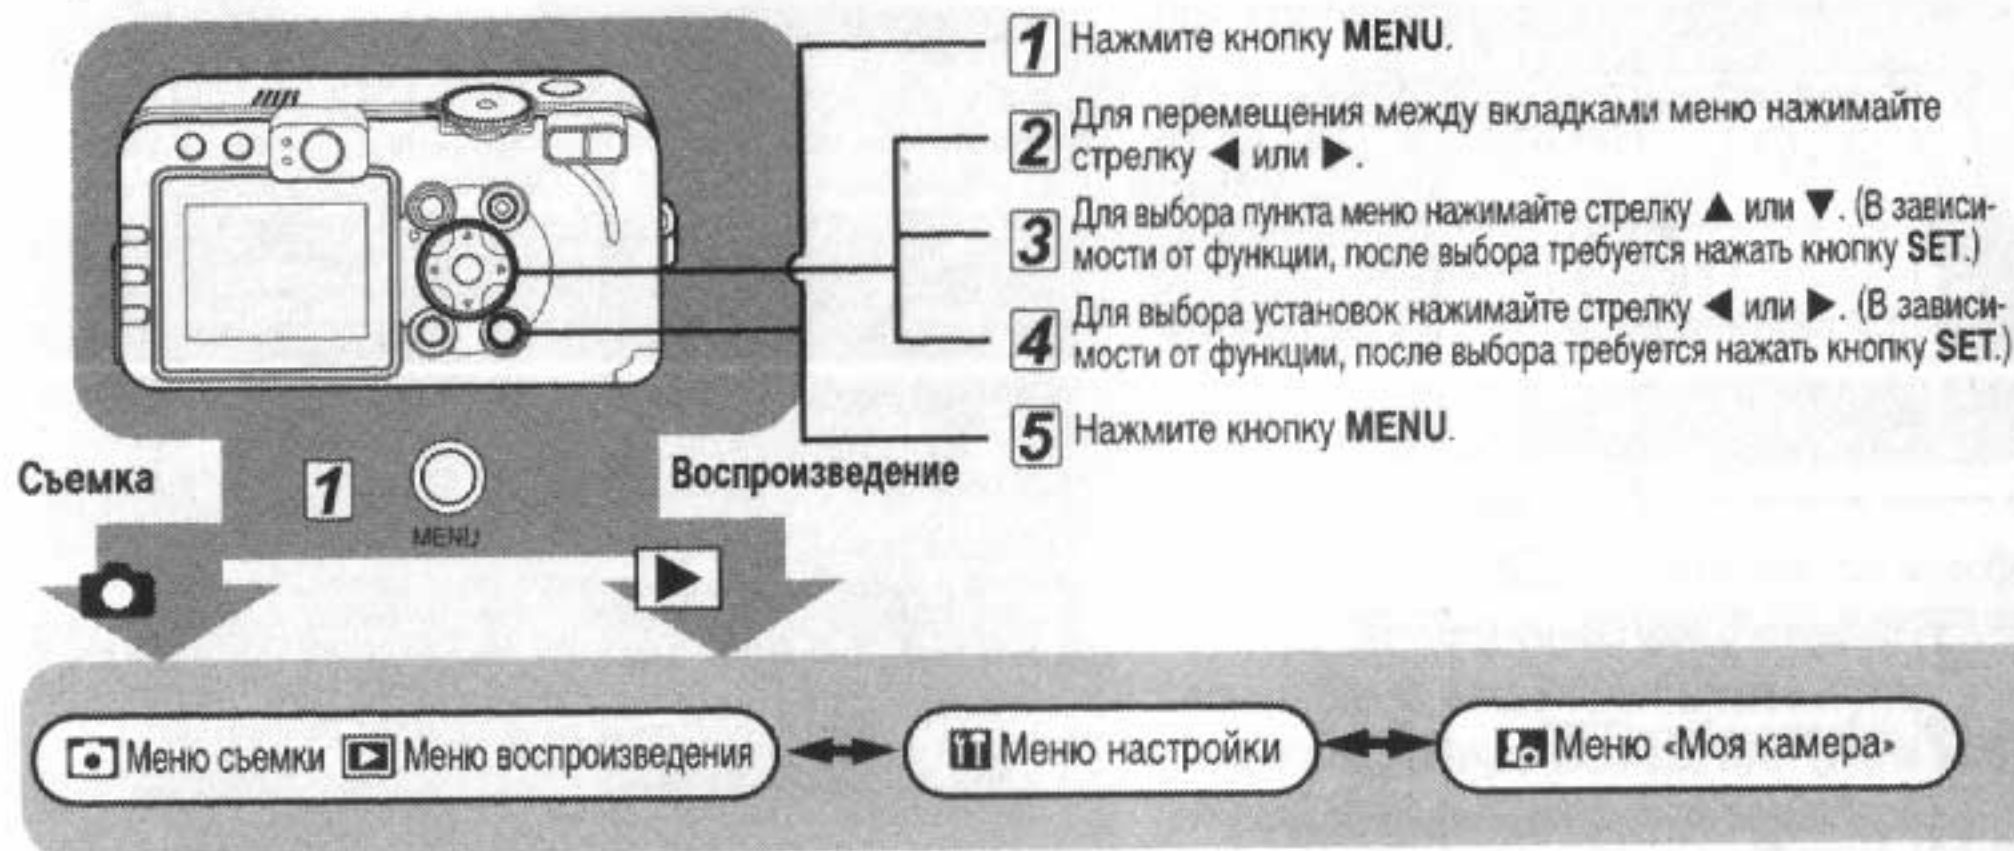 1 Нажмите кнопку MENU.
2 Для перемещения между вкладками меню нажимайте
стрелку ◀ или ▶.
3 Для выбора пункта меню нажимайте стрелку ▲ или ▼. (В зависи-
мости от функции, после выбора требуется нажать кнопку SET.)
4 Для выбора установок нажимайте стрелку ◀ или ▶. (В зависи-
мости от функции, после выбора требуется нажать кнопку SET.)
5 Нажмите кнопку MENU.
Съемка
1
MENU
Воспроизведение
Меню съемки
Меню воспроизведения
Меню настройки
Меню «Моя камера»